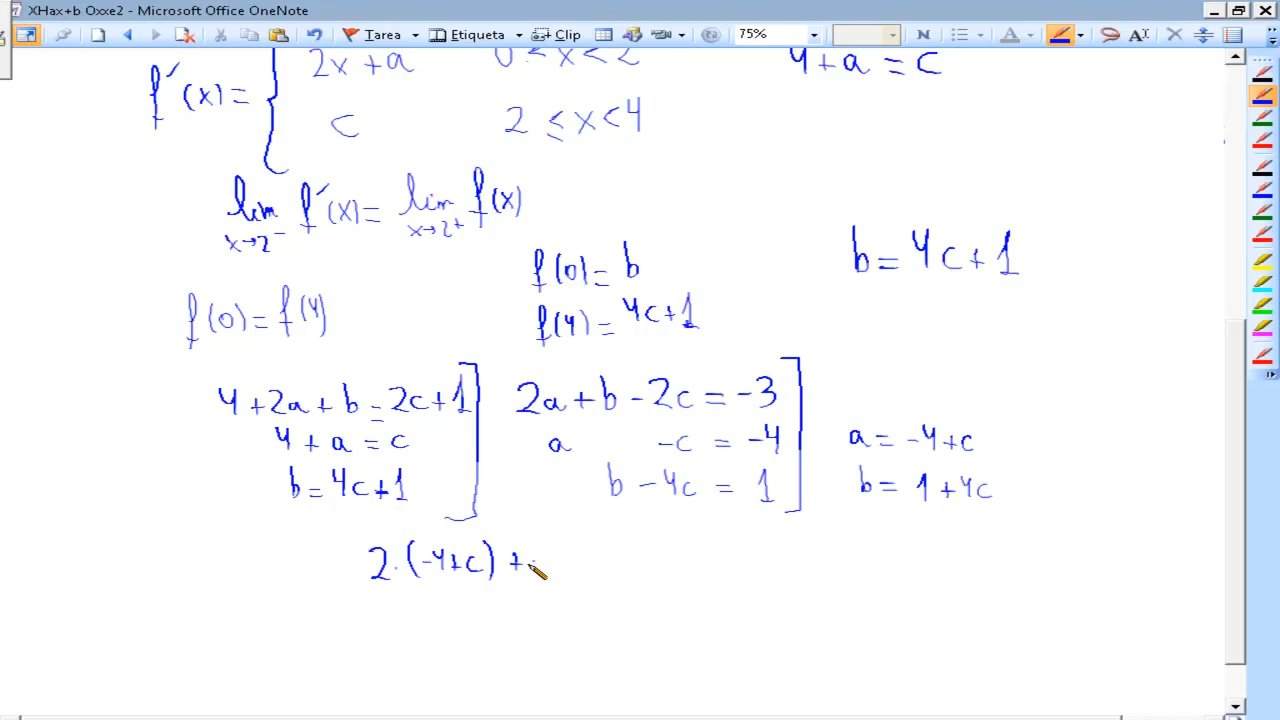 XHax+b Oxxe2 - Microsoft Office OneNote
Tarea Etiqueta Clip 75% N A
2x+a 0 ≤ x < 2 4+a = c
f´(x)= {
c 2 ≤ x < 4
lim x→2⁻ f´(x) = lim x→2⁺ f(x)
f(0) = b b = 4c+1
f(0) = f(4) f(4) = 4c+1
4+2a+b = 2c+1 ] 2a+b-2c = -3 ]
4+a = c a -c = -4 a = -4+c
b = 4c+1 b - 4c = 1 b = 1+4c
2·(-4+c) +